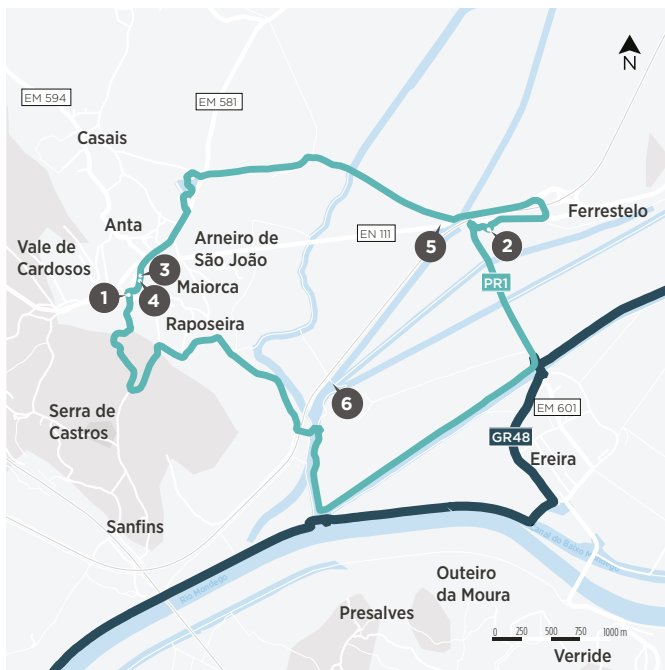 N
EM 594
EM 581
Casais
Anta
Arneiro de
São João
Ferrestelo
EN 111
5
2
Vale de
Cardosos
3
1
4
Maiorca
PR1
Raposeira
6
Serra de
Castros
EM 601
GR48
Ereira
Sanfins
Rio Mondego
Outeiro
da Moura
Presalves
0 250 500 750 1000 m
Verride